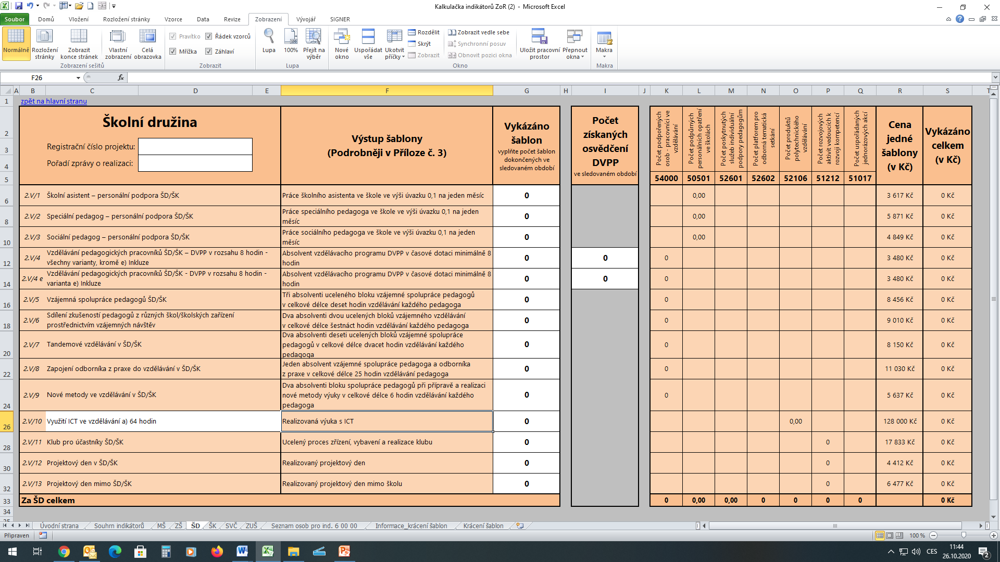 Kalkulačka indikátorů ZoR (2) - Microsoft Excel
Soubor Domů Vložení Rozložení stránky Vzorce Data Revize Zobrazení Vývojář SIGNER
Normálně
Rozložení stránky
Zobrazit konce stránek
Vlastní zobrazení
Celá obrazovka
Zobrazení sešitů
Pravítko
Řádek vzorců
Mřížka
Záhlaví
Zobrazit
Lupa
100%
Přejít na výběr
Lupa
Nové okno
Uspořádat vše
Ukotvit příčky
Rozdělit
Skrýt
Zobrazit
Zobrazit vedle sebe
Synchronní posuv
Obnovit pozici okna
Okno
Uložit pracovní prostor
Přepnout okna
Makra
Makra
F26
fx
A B C D E F G H I J K L M N O P Q R S T
1 zpět na hlavní stranu
2 3 4 5
Školní družina
Registrační číslo projektu:
Pořadí zprávy o realizaci:
Výstup šablony
(Podrobněji v Příloze č. 3)
Vykázáno
šablon
vyplňte počet šablon
dokončených ve
sledovaném období
Počet
získaných
osvědčení
DVPP
ve sledovaném období
Počet podpořených osob - pracovníci ve vzdělávání
Počet podpůrných personálních opatření ve školách
Počet poskytnutých služeb individuální podpory pedagogům
Počet platforem pro odborná tematická setkání
Počet produktů polytechnického vzdělávání
Počet rozvojových aktivit vedoucích k rozvoji kompetencí
Počet uspořádaných jednorázových akcí
54000 50501 52601 52602 52106 51212 51017
Cena
jedné
šablony
(v Kč)
Vykázáno
celkem
(v Kč)
6 2.V/1 Školní asistent – personální podpora ŠD/ŠK Práce školního asistenta ve škole ve výši úvazku 0,1 na jeden měsíc 0 0,00 3 617 Kč 0 Kč
8 2.V/2 Speciální pedagog – personální podpora ŠD/ŠK Práce speciálního pedagoga ve škole ve výši úvazku 0,1 na jeden měsíc 0 0,00 5 871 Kč 0 Kč
10 2.V/3 Sociální pedagog – personální podpora ŠD/ŠK Práce sociálního pedagoga ve škole ve výši úvazku 0,1 na jeden měsíc 0 0,00 4 849 Kč 0 Kč
12 2.V/4 Vzdělávání pedagogických pracovníků ŠD/ŠK – DVPP v rozsahu 8 hodin - všechny varianty, kromě e) Inkluze Absolvent vzdělávacího programu DVPP v časové dotaci minimálně 8 hodin 0 0 0 3 480 Kč 0 Kč
14 2.V/4 e Vzdělávání pedagogických pracovníků ŠD/ŠK - DVPP v rozsahu 8 hodin - varianta e) Inkluze Absolvent vzdělávacího programu DVPP v časové dotaci minimálně 8 hodin 0 0 0 3 480 Kč 0 Kč
16 2.V/5 Vzájemná spolupráce pedagogů ŠD/ŠK Tři absolventi uceleného bloku vzájemné spolupráce pedagogů v celkové délce deset hodin vzdělávání každého pedagoga 0 0 8 456 Kč 0 Kč
18 2.V/6 Sdílení zkušeností pedagogů z různých škol/školských zařízení prostřednictvím vzájemných návštěv Dva absolventi dvou ucelených bloků vzájemného vzdělávání v celkové délce šestnáct hodin vzdělávání každého pedagoga 0 0 9 010 Kč 0 Kč
20 2.V/7 Tandemové vzdělávání v ŠD/ŠK Dva absolventi deseti ucelených bloků vzájemné spolupráce pedagogů v celkové délce dvacet hodin vzdělávání každého pedagoga 0 0 8 150 Kč 0 Kč
22 2.V/8 Zapojení odborníka z praxe do vzdělávání v ŠD/ŠK Jeden absolvent vzájemné spolupráce pedagoga a odborníka z praxe v celkové délce 25 hodin vzdělávání pedagoga 0 0 11 030 Kč 0 Kč
24 2.V/9 Nové metody ve vzdělávání v ŠD/ŠK Dva absolventi bloku spolupráce pedagogů při přípravě a realizaci nové metody výuky v celkové délce 6 hodin vzdělávání každého pedagoga 0 0 5 637 Kč 0 Kč
26 2.V/10 Využití ICT ve vzdělávání a) 64 hodin Realizovaná výuka s ICT 0 0,00 128 000 Kč 0 Kč
28 2.V/11 Klub pro účastníky ŠD/ŠK Ucelený proces zřízení, vybavení a realizace klubu 0 0 17 833 Kč 0 Kč
30 2.V/12 Projektový den v ŠD/ŠK Realizovaný projektový den 0 0 4 412 Kč 0 Kč
32 2.V/13 Projektový den mimo ŠD/ŠK Realizovaný projektový den mimo školu 0 0 6 477 Kč 0 Kč
33 Za ŠD celkem 0 0,00 0,00 0 0 0 0 0 Kč
34
Úvodní strana Souhrn indikátorů MŠ ZŠ ŠD ŠK SVČ ZUŠ Seznam osob pro ind. 6 00 00 Informace_krácení šablon Krácení šablon
Připraven 100 %
CES 11:44
26.10.2020 2